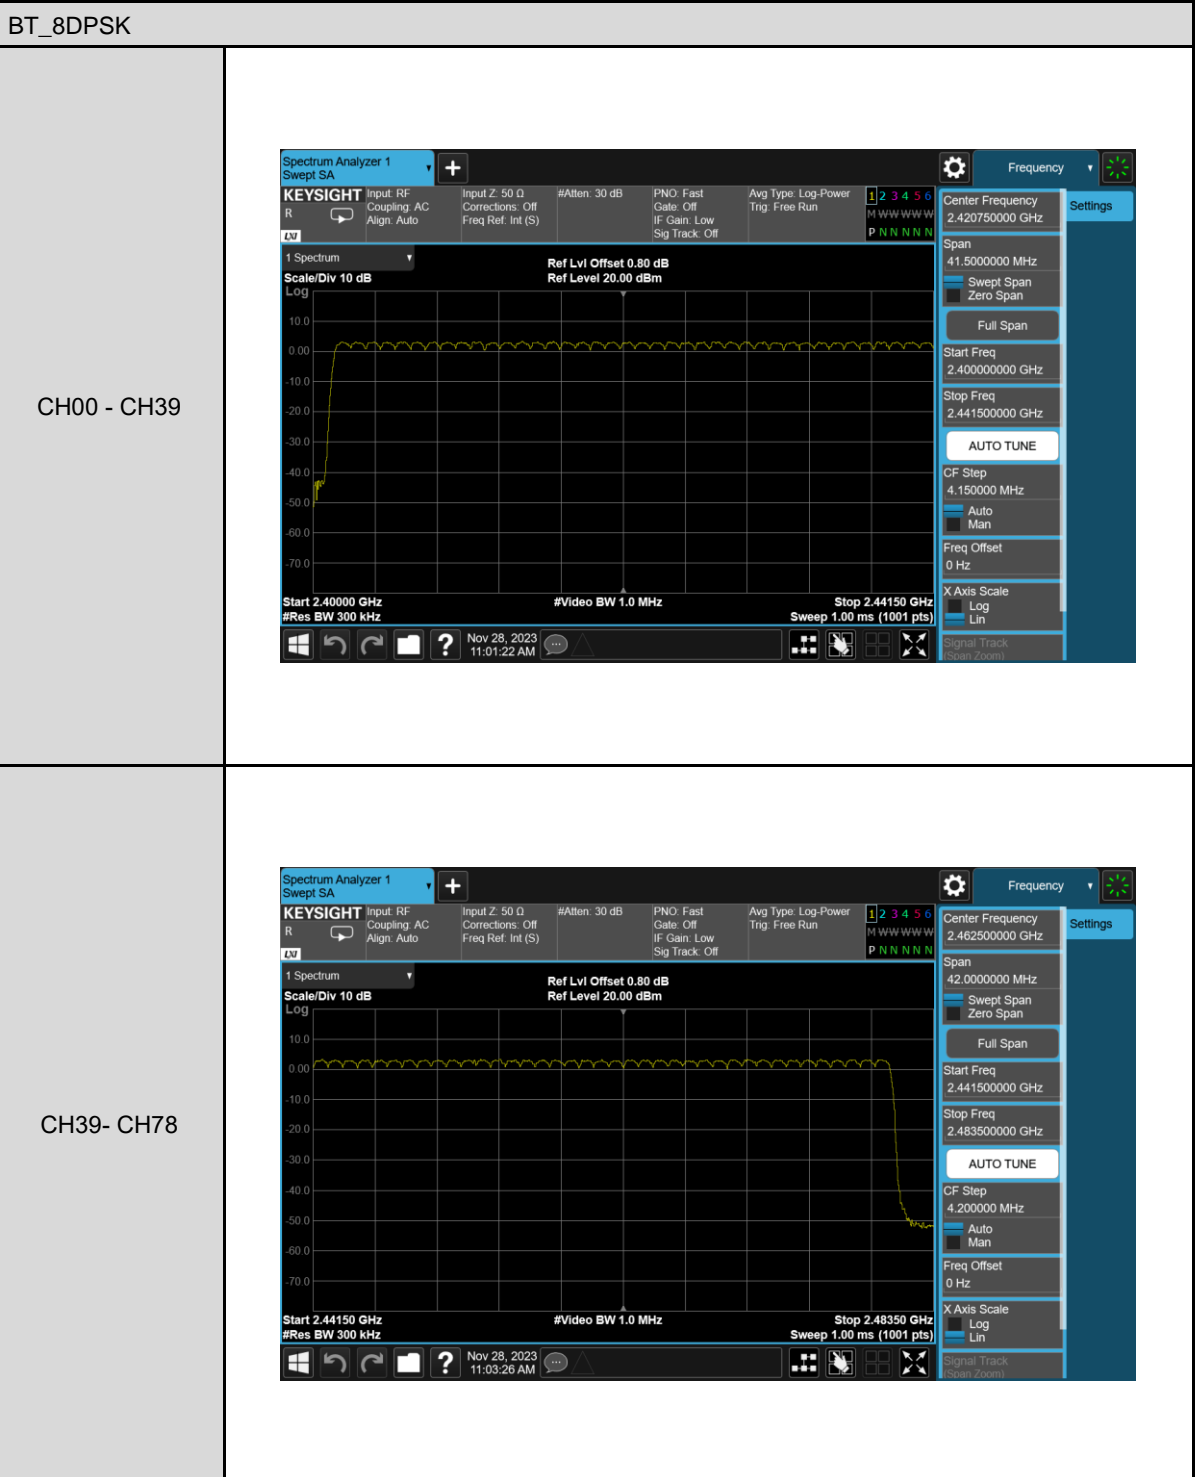 BT_8DPSK
CH00 - CH39
Spectrum Analyzer 1
Swept SA
+
Frequency
KEYSIGHT
R
LXI
Input: RF
Coupling: AC
Align: Auto
Input Z: 50 Ω
Corrections: Off
Freq Ref: Int (S)
#Atten: 30 dB
PNO: Fast
Gate: Off
IF Gain: Low
Sig Track: Off
Avg Type: Log-Power
Trig: Free Run
1 2 3 4 5 6
M W W W W W
P N N N N N
1 Spectrum
Scale/Div 10 dB
Ref Lvl Offset 0.80 dB
Ref Level 20.00 dBm
Log
10.0
0.00
-10.0
-20.0
-30.0
-40.0
-50.0
-60.0
-70.0
Start 2.40000 GHz
#Video BW 1.0 MHz
Stop 2.44150 GHz
#Res BW 300 kHz
Sweep 1.00 ms (1001 pts)
?
Nov 28, 2023
11:01:22 AM
Center Frequency
2.420750000 GHz
Settings
Span
41.5000000 MHz
Swept Span
Zero Span
Full Span
Start Freq
2.400000000 GHz
Stop Freq
2.441500000 GHz
AUTO TUNE
CF Step
4.150000 MHz
Auto
Man
Freq Offset
0 Hz
X Axis Scale
Log
Lin
Signal Track
(Span Zoom)
CH39- CH78
Spectrum Analyzer 1
Swept SA
+
Frequency
KEYSIGHT
R
LXI
Input: RF
Coupling: AC
Align: Auto
Input Z: 50 Ω
Corrections: Off
Freq Ref: Int (S)
#Atten: 30 dB
PNO: Fast
Gate: Off
IF Gain: Low
Sig Track: Off
Avg Type: Log-Power
Trig: Free Run
1 2 3 4 5 6
M W W W W W
P N N N N N
1 Spectrum
Scale/Div 10 dB
Ref Lvl Offset 0.80 dB
Ref Level 20.00 dBm
Log
10.0
0.00
-10.0
-20.0
-30.0
-40.0
-50.0
-60.0
-70.0
Start 2.44150 GHz
#Video BW 1.0 MHz
Stop 2.48350 GHz
#Res BW 300 kHz
Sweep 1.00 ms (1001 pts)
?
Nov 28, 2023
11:03:26 AM
Center Frequency
2.462500000 GHz
Settings
Span
42.0000000 MHz
Swept Span
Zero Span
Full Span
Start Freq
2.441500000 GHz
Stop Freq
2.483500000 GHz
AUTO TUNE
CF Step
4.200000 MHz
Auto
Man
Freq Offset
0 Hz
X Axis Scale
Log
Lin
Signal Track
(Span Zoom)